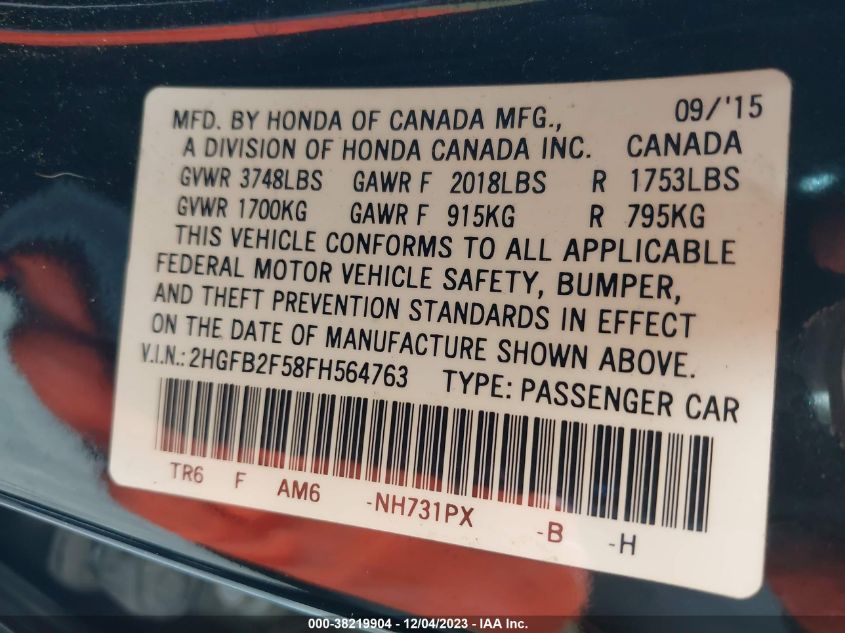 MFD. BY HONDA OF CANADA MFG., 09/'15
A DIVISION OF HONDA CANADA INC. CANADA
GVWR 3748LBS GAWR F 2018LBS R 1753LBS
GVWR 1700KG GAWR F 915KG R 795KG
THIS VEHICLE CONFORMS TO ALL APPLICABLE
FEDERAL MOTOR VEHICLE SAFETY, BUMPER,
AND THEFT PREVENTION STANDARDS IN EFFECT
ON THE DATE OF MANUFACTURE SHOWN ABOVE.
V.I.N.: 2HGFB2F58FH564763 TYPE: PASSENGER CAR
TR6 F AM6 -NH731PX -B -H
000-38219904 - 12/04/2023 - IAA Inc.